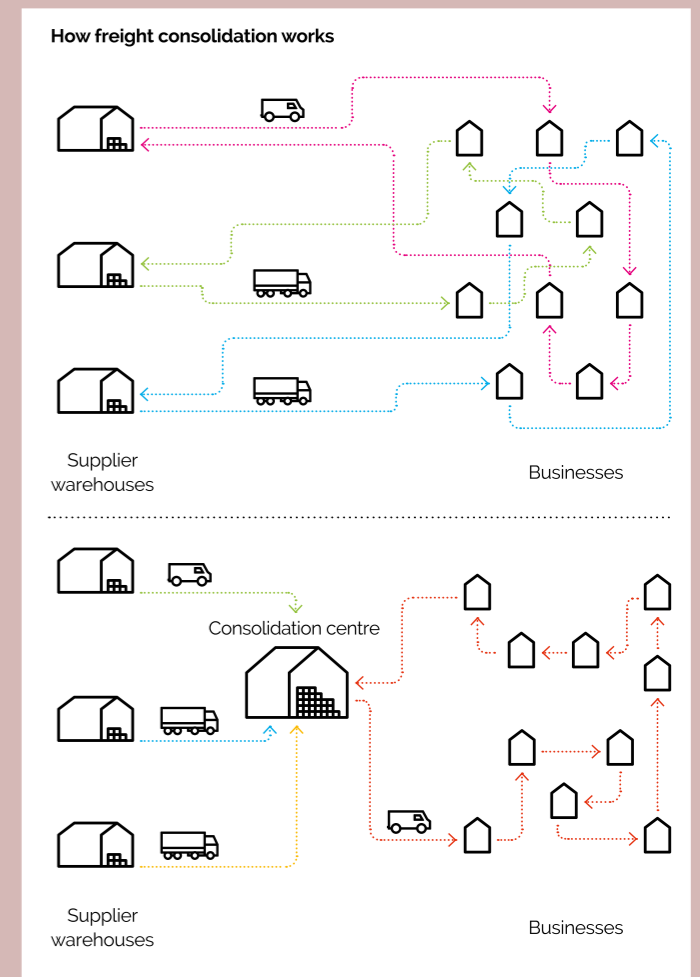 How freight consolidation works
Supplier
warehouses
Businesses
Consolidation centre
Supplier
warehouses
Businesses